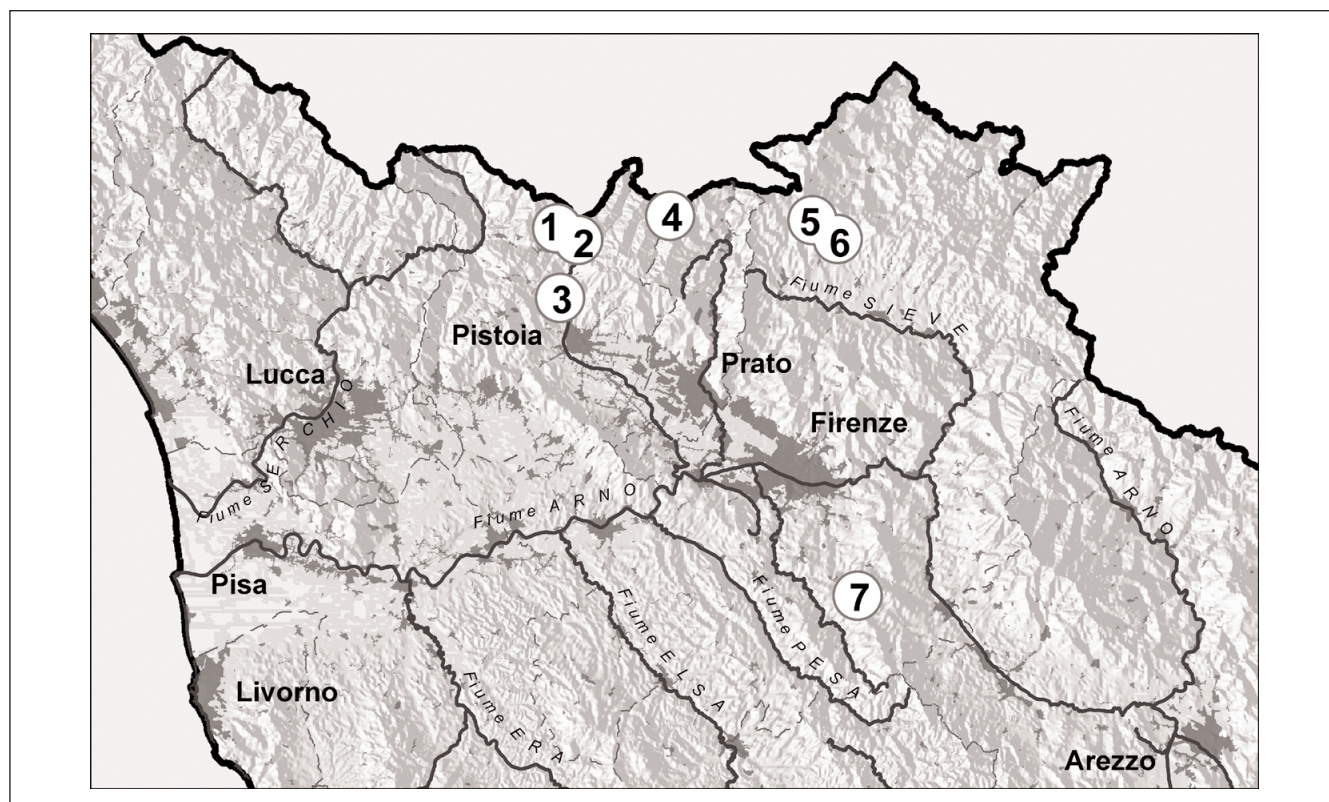 1
2
4
5
6
3
Fiume SIEVE
Pistoia
Prato
Lucca
Firenze
Fiume SERCHIO
Fiume ARNO
Fiume ARNO
Pisa
7
Fiume ELSA
Fiume PESA
Livorno
Fiume ERA
Arezzo